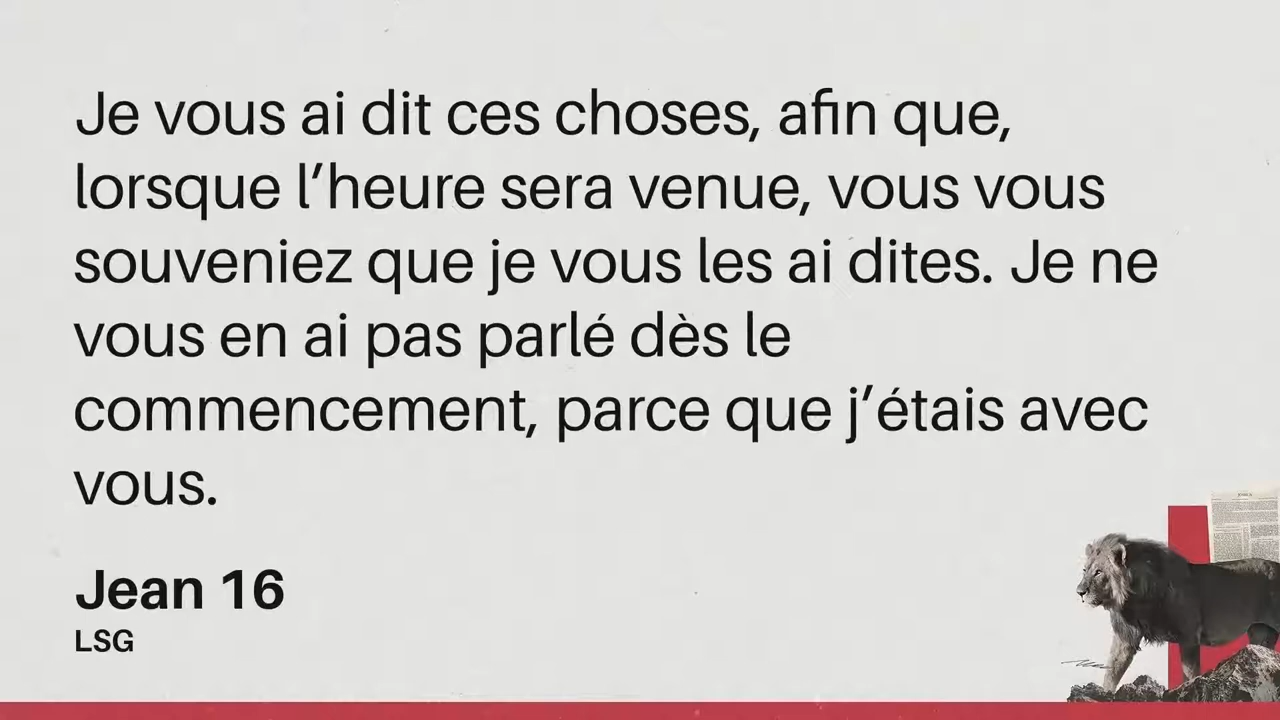 Je vous ai dit ces choses, afin que,
lorsque l’heure sera venue, vous vous
souveniez que je vous les ai dites. Je ne
vous en ai pas parlé dès le
commencement, parce que j’étais avec
vous.
Jean 16
LSG